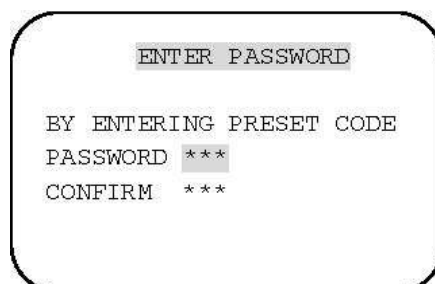 ENTER PASSWORD
BY ENTERING PRESET CODE
PASSWORD ***
CONFIRM ***